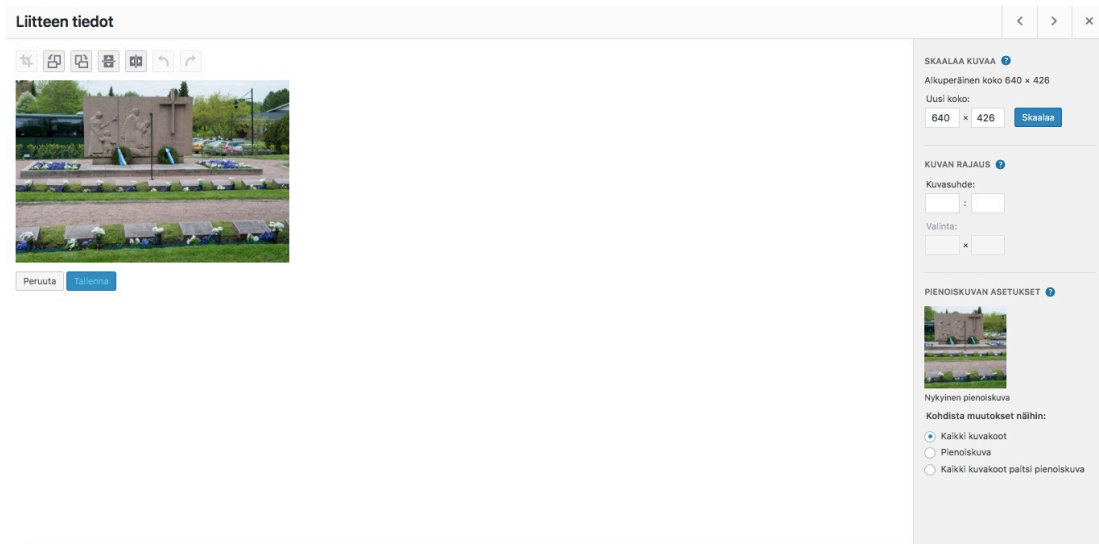 Liitteen tiedot
SKAALAA KUVAA ?
Alkuperäinen koko 640 × 426
Uusi koko:
640 × 426 Skaalaa
KUVAN RAJAUS ?
Kuvasuhde:
:
Valinta:
×
Peruuta Tallenna
PIENOISKUVAN ASETUKSET ?
Nykyinen pienoiskuva
Kohdista muutokset näihin:
Kaikki kuvakoot
Pienoiskuva
Kaikki kuvakoot paitsi pienoiskuva